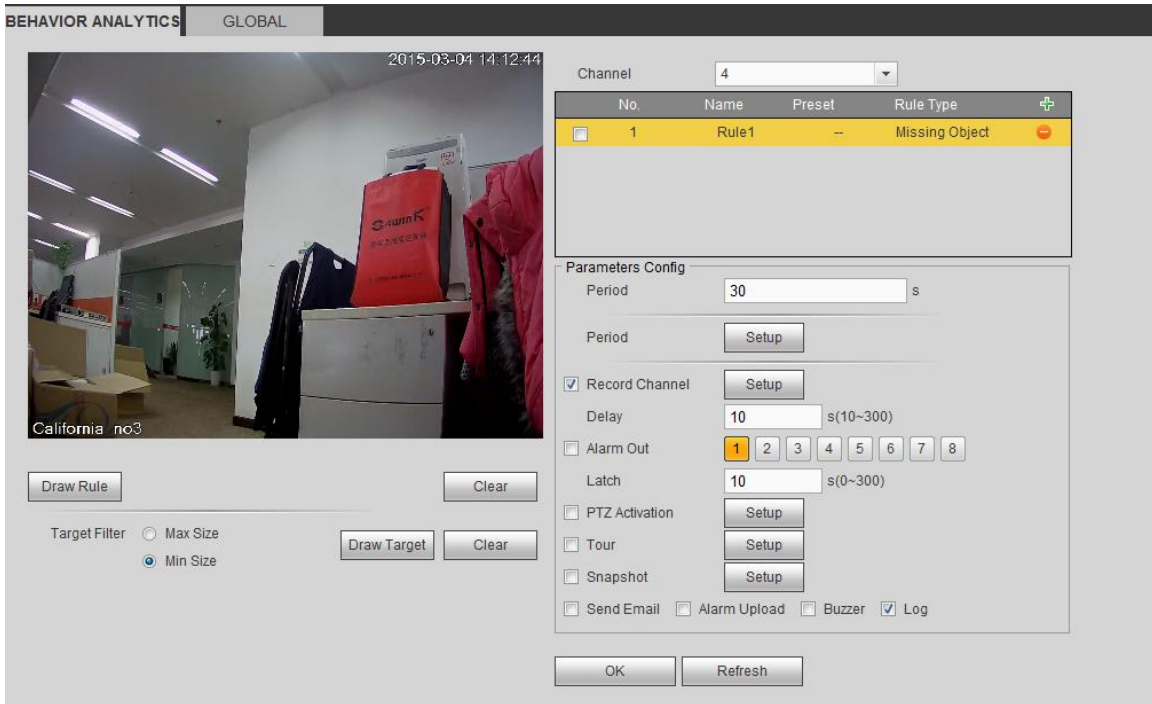 BEHAVIOR ANALYTICS GLOBAL
2015-03-04 14:12:44
SAWINK
California no3
Draw Rule
Clear
Target Filter Max Size
Min Size
Draw Target Clear
Channel 4
No. Name Preset Rule Type
1 Rule1 -- Missing Object
Parameters Config
Period 30 s
Period Setup
Record Channel Setup
Delay 10 s(10~300)
Alarm Out 1 2 3 4 5 6 7 8
Latch 10 s(0~300)
PTZ Activation Setup
Tour Setup
Snapshot Setup
Send Email Alarm Upload Buzzer Log
OK Refresh